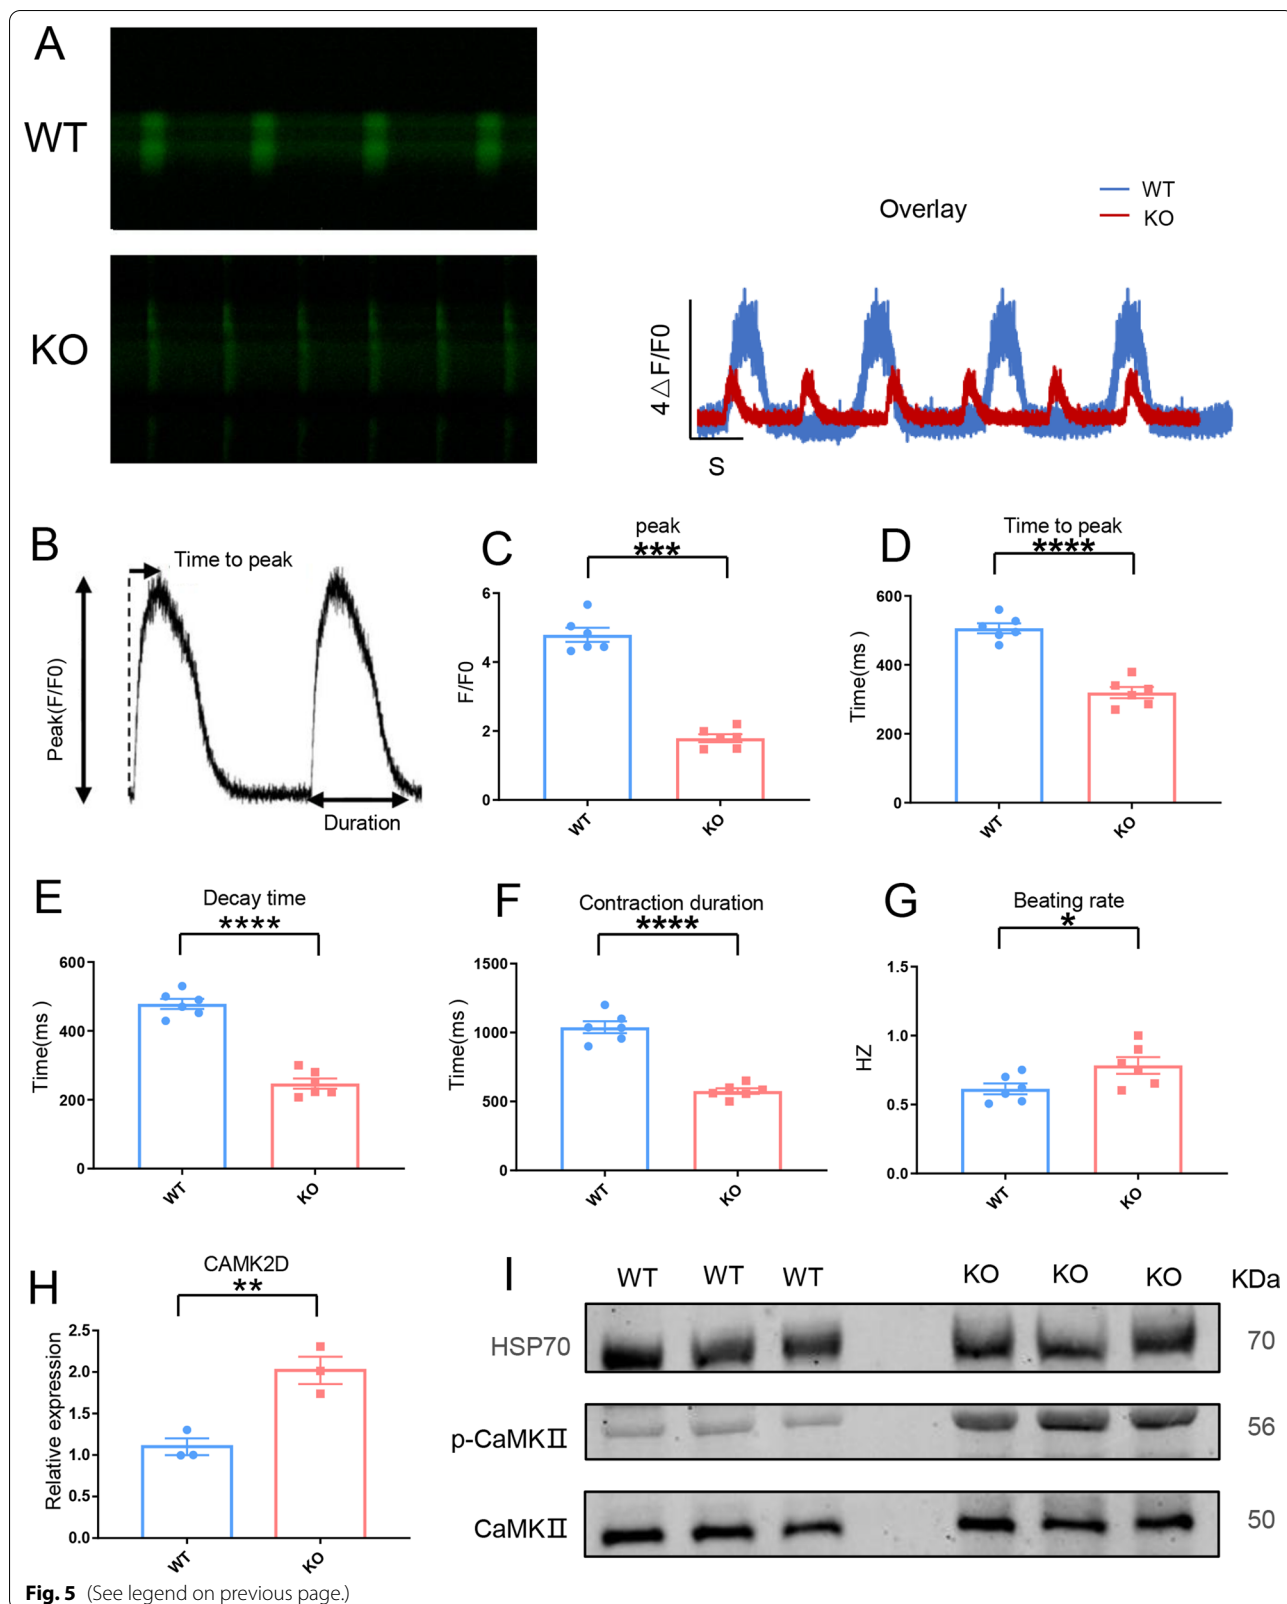 A
WT
KO
Overlay
WT
KO
4△F/F0
S
B
Time to peak
Peak(F/F0)
Duration
C
peak
***
F/F0
6
4
2
0
WT
KO
D
Time to peak
****
Time(ms )
600
400
200
0
WT
KO
E
Decay time
****
Time(ms )
600
400
200
0
WT
KO
F
Contraction duration
****
Time(ms )
1500
1000
500
0
WT
KO
G
Beating rate
*
HZ
1.5
1.0
0.5
0.0
WT
KO
H
CAMK2D
**
Relative expression
2.5
2.0
1.5
1.0
0.5
0.0
WT
KO
I
WT WT WT KO KO KO KDa
HSP70 70
p-CaMKⅡ 56
CaMKⅡ 50
Fig. 5 (See legend on previous page.)